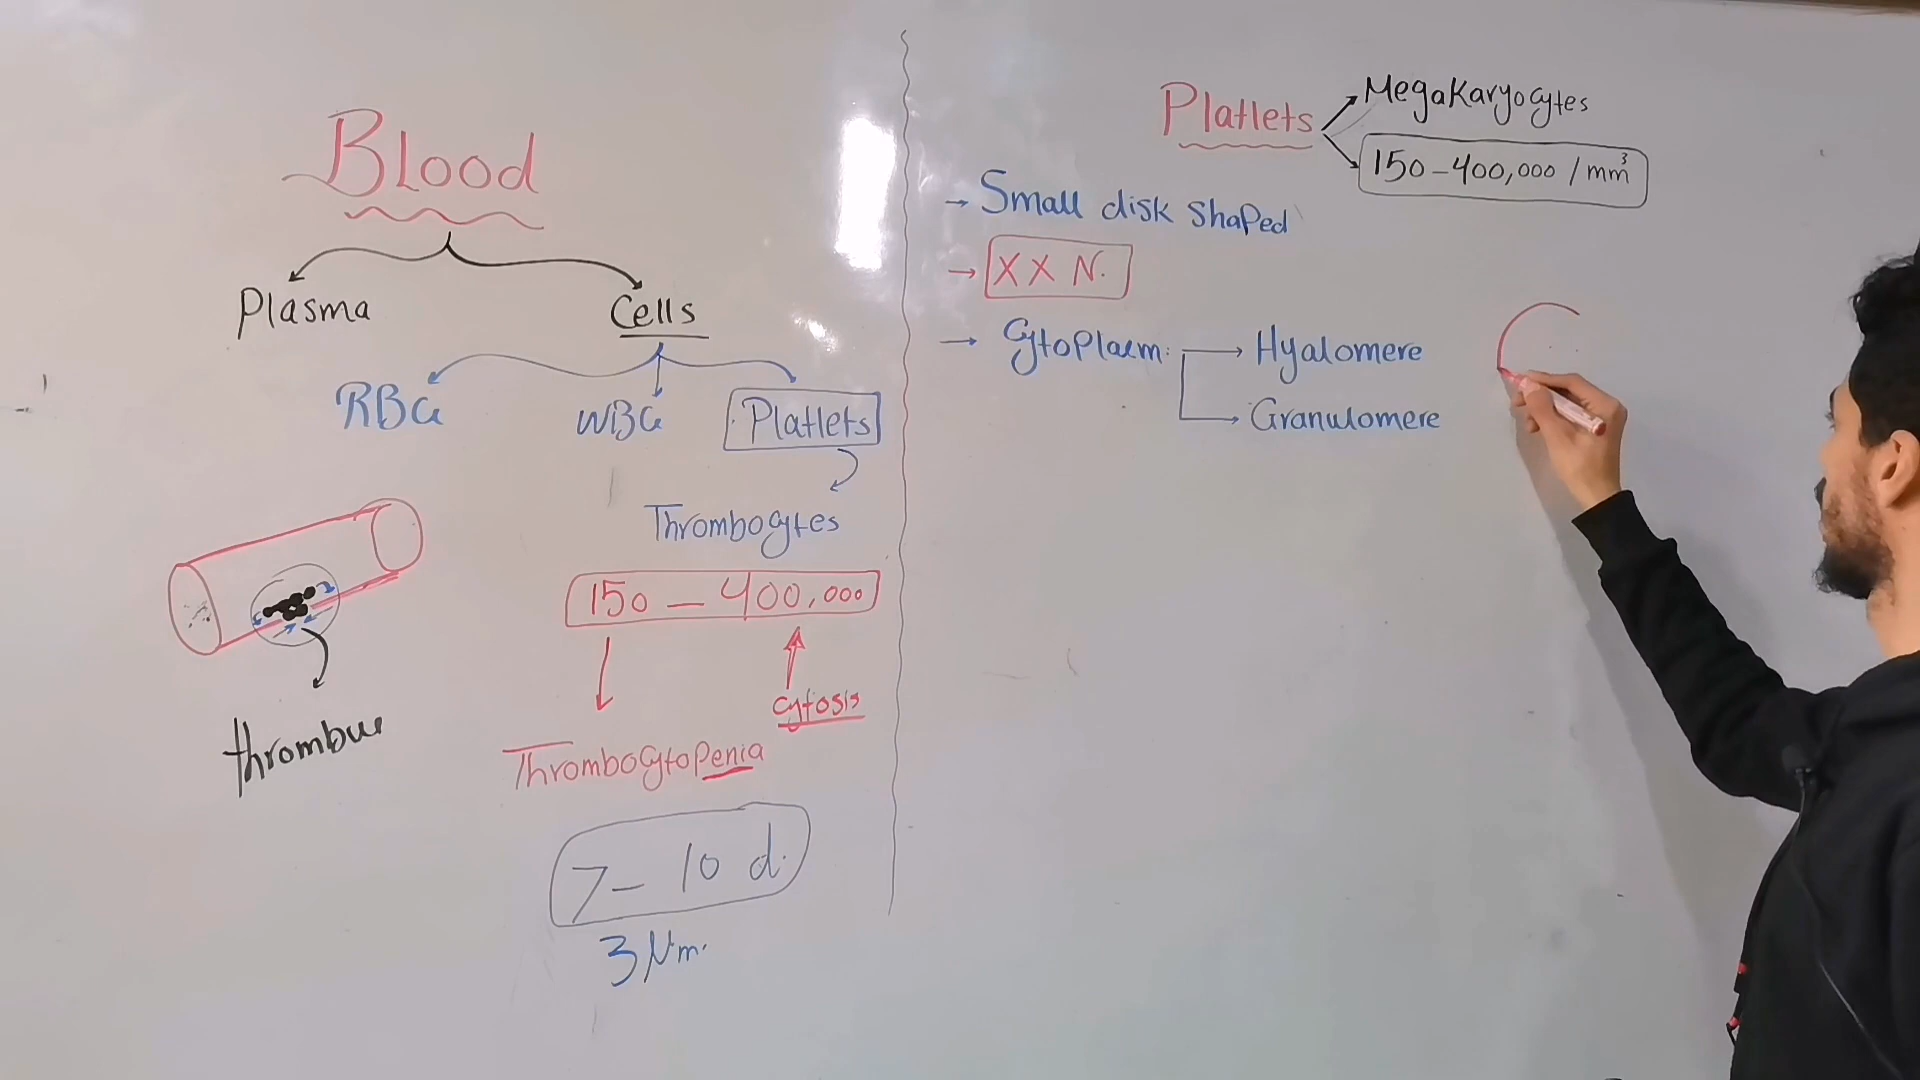 Blood
Plasma
Cells
RBCs
WBCs
Platlets
Thrombocytes
150 - 400,000
cytosis
Thrombocytopenia
7 - 10 d.
3 μm.
thrombus
Platlets
Megakaryocytes
150 - 400,000 / mm³
→ Small disk shaped
→ X X N.
→ Cytoplasm: → Hyalomere
→ Granulomere